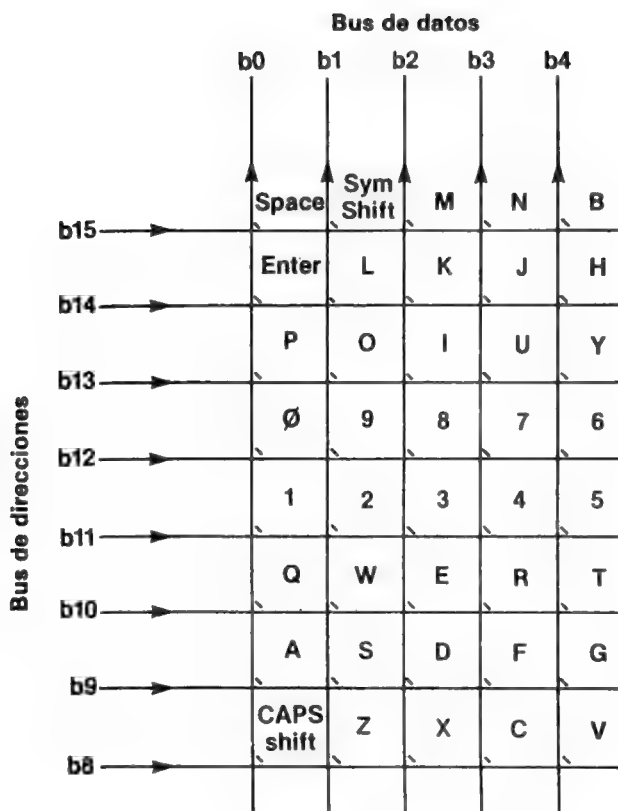 Bus de datos
b0 b1 b2 b3 b4
Space Sym Shift M N B
b15
Enter L K J H
b14
P O I U Y
b13
Ø 9 8 7 6
b12
1 2 3 4 5
b11
Q W E R T
b10
A S D F G
b9
CAPS shift Z X C V
b8
Bus de direcciones